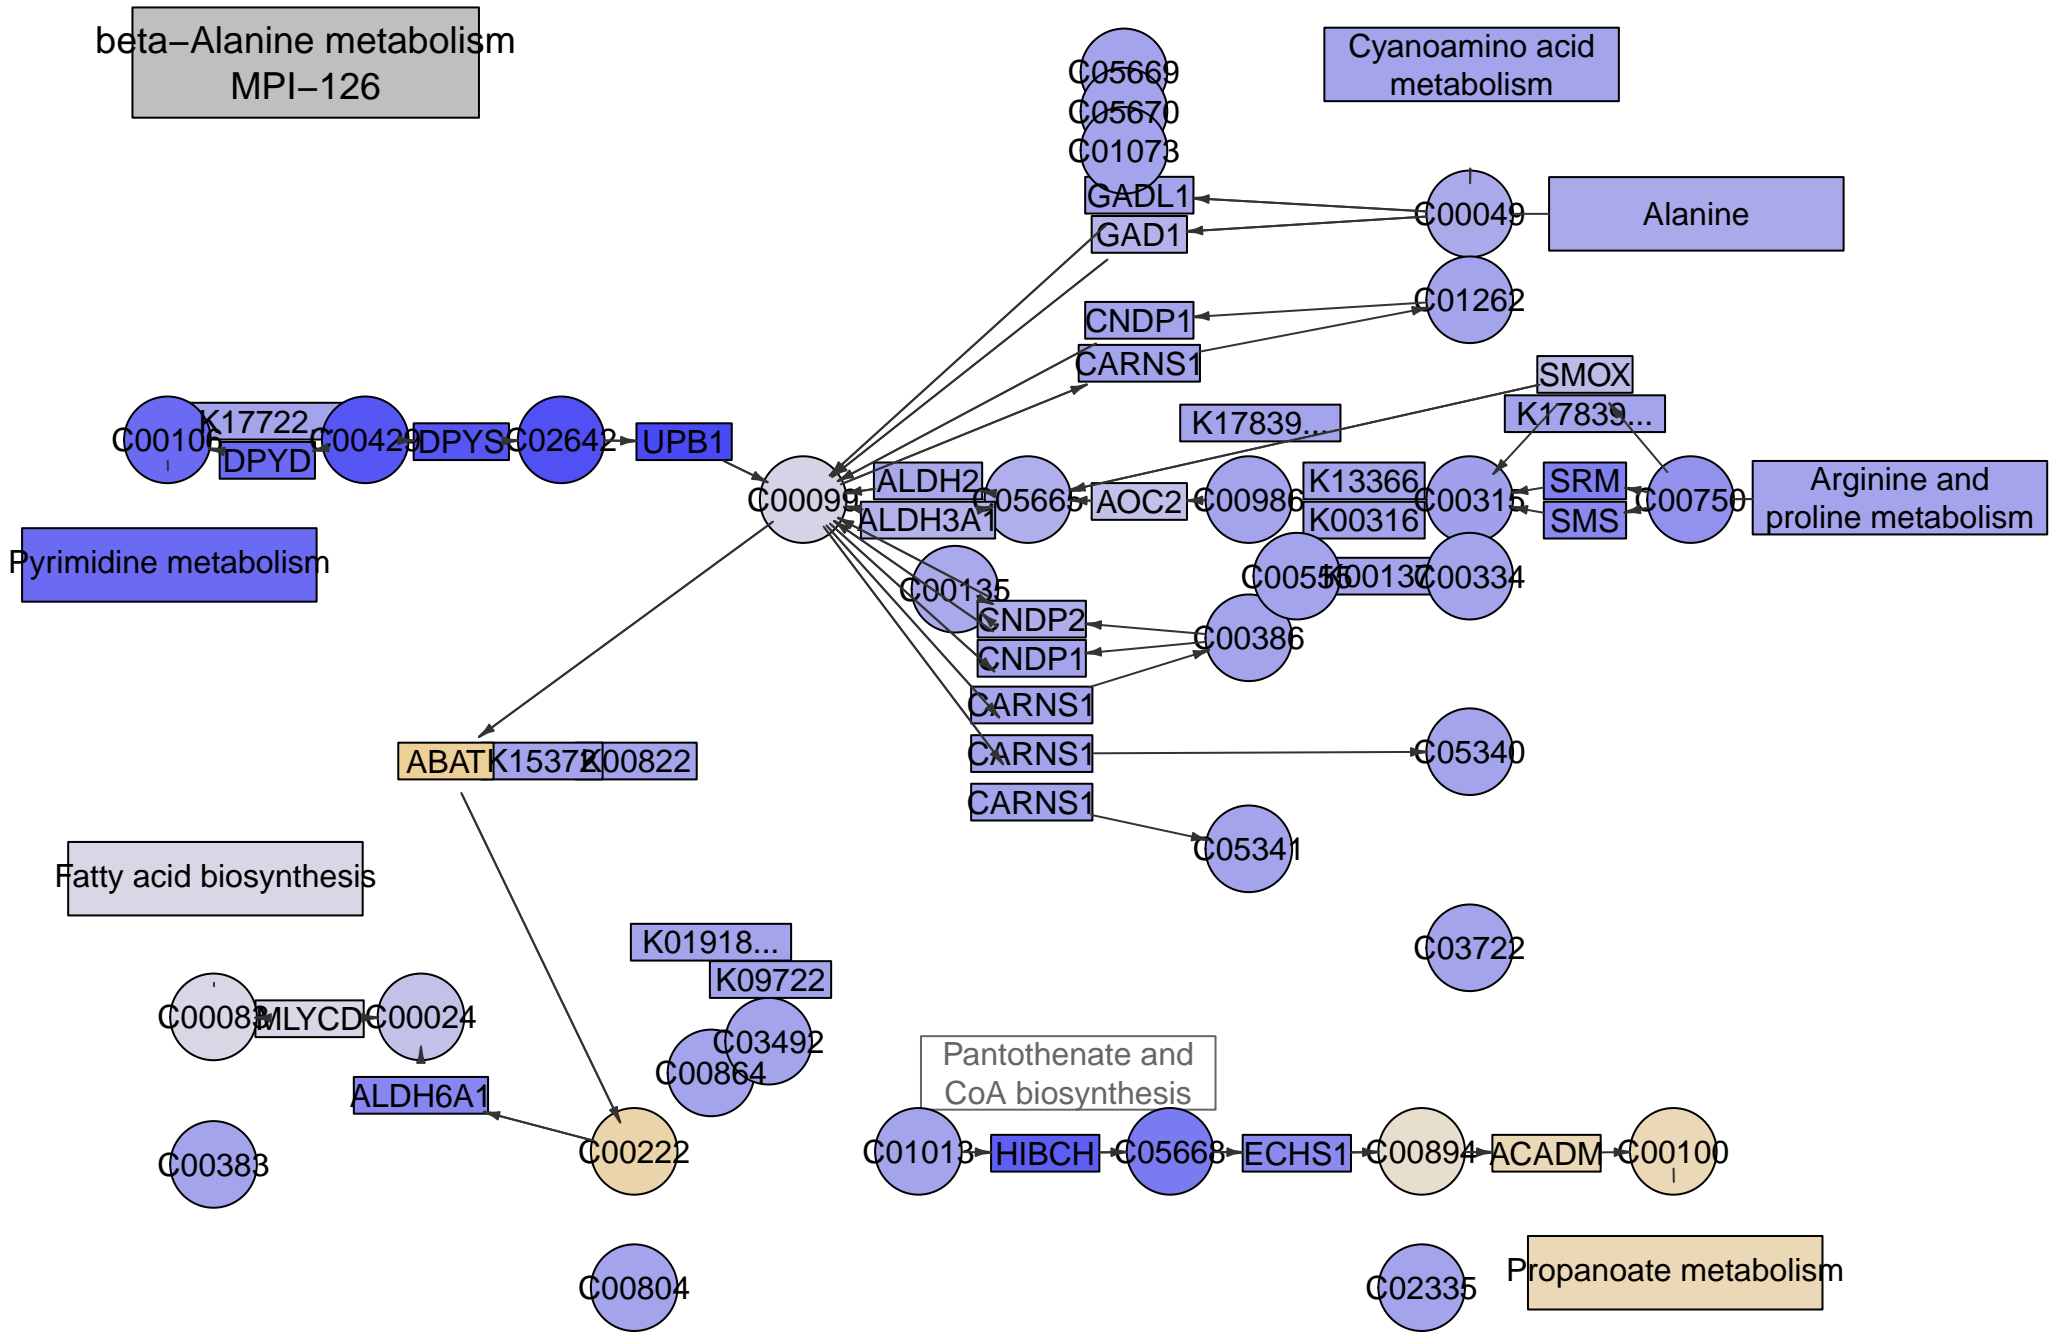 beta−Alanine metabolism
MPI−126
C05669
C05670
C01073
Cyanoamino acid
metabolism
GADL1
GAD1
C00049
Alanine
CNDP1
CARNS1
C01262
SMOX
K17839...
K17839...
C00106
K17722...
DPYD
C00429
DPYS
C02642
UPB1
C00099
ALDH2
ALDH3A1
C05665
AOC2
C00986
K13366
K00316
C00315
SRM
SMS
C00750
Arginine and
proline metabolism
Pyrimidine metabolism
C00135
C00555
K00137
C00334
CNDP2
CNDP1
C00386
CARNS1
CARNS1
CARNS1
C05340
C05341
ABAT
K15372
K00822
Fatty acid biosynthesis
K01918...
K09722
C03722
C00083
MLYCD
C00024
C03492
C00864
ALDH6A1
Pantothenate and
CoA biosynthesis
C00383
C00222
C01013
HIBCH
C05668
ECHS1
C00894
ACADM
C00100
C00804
C02335
Propanoate metabolism